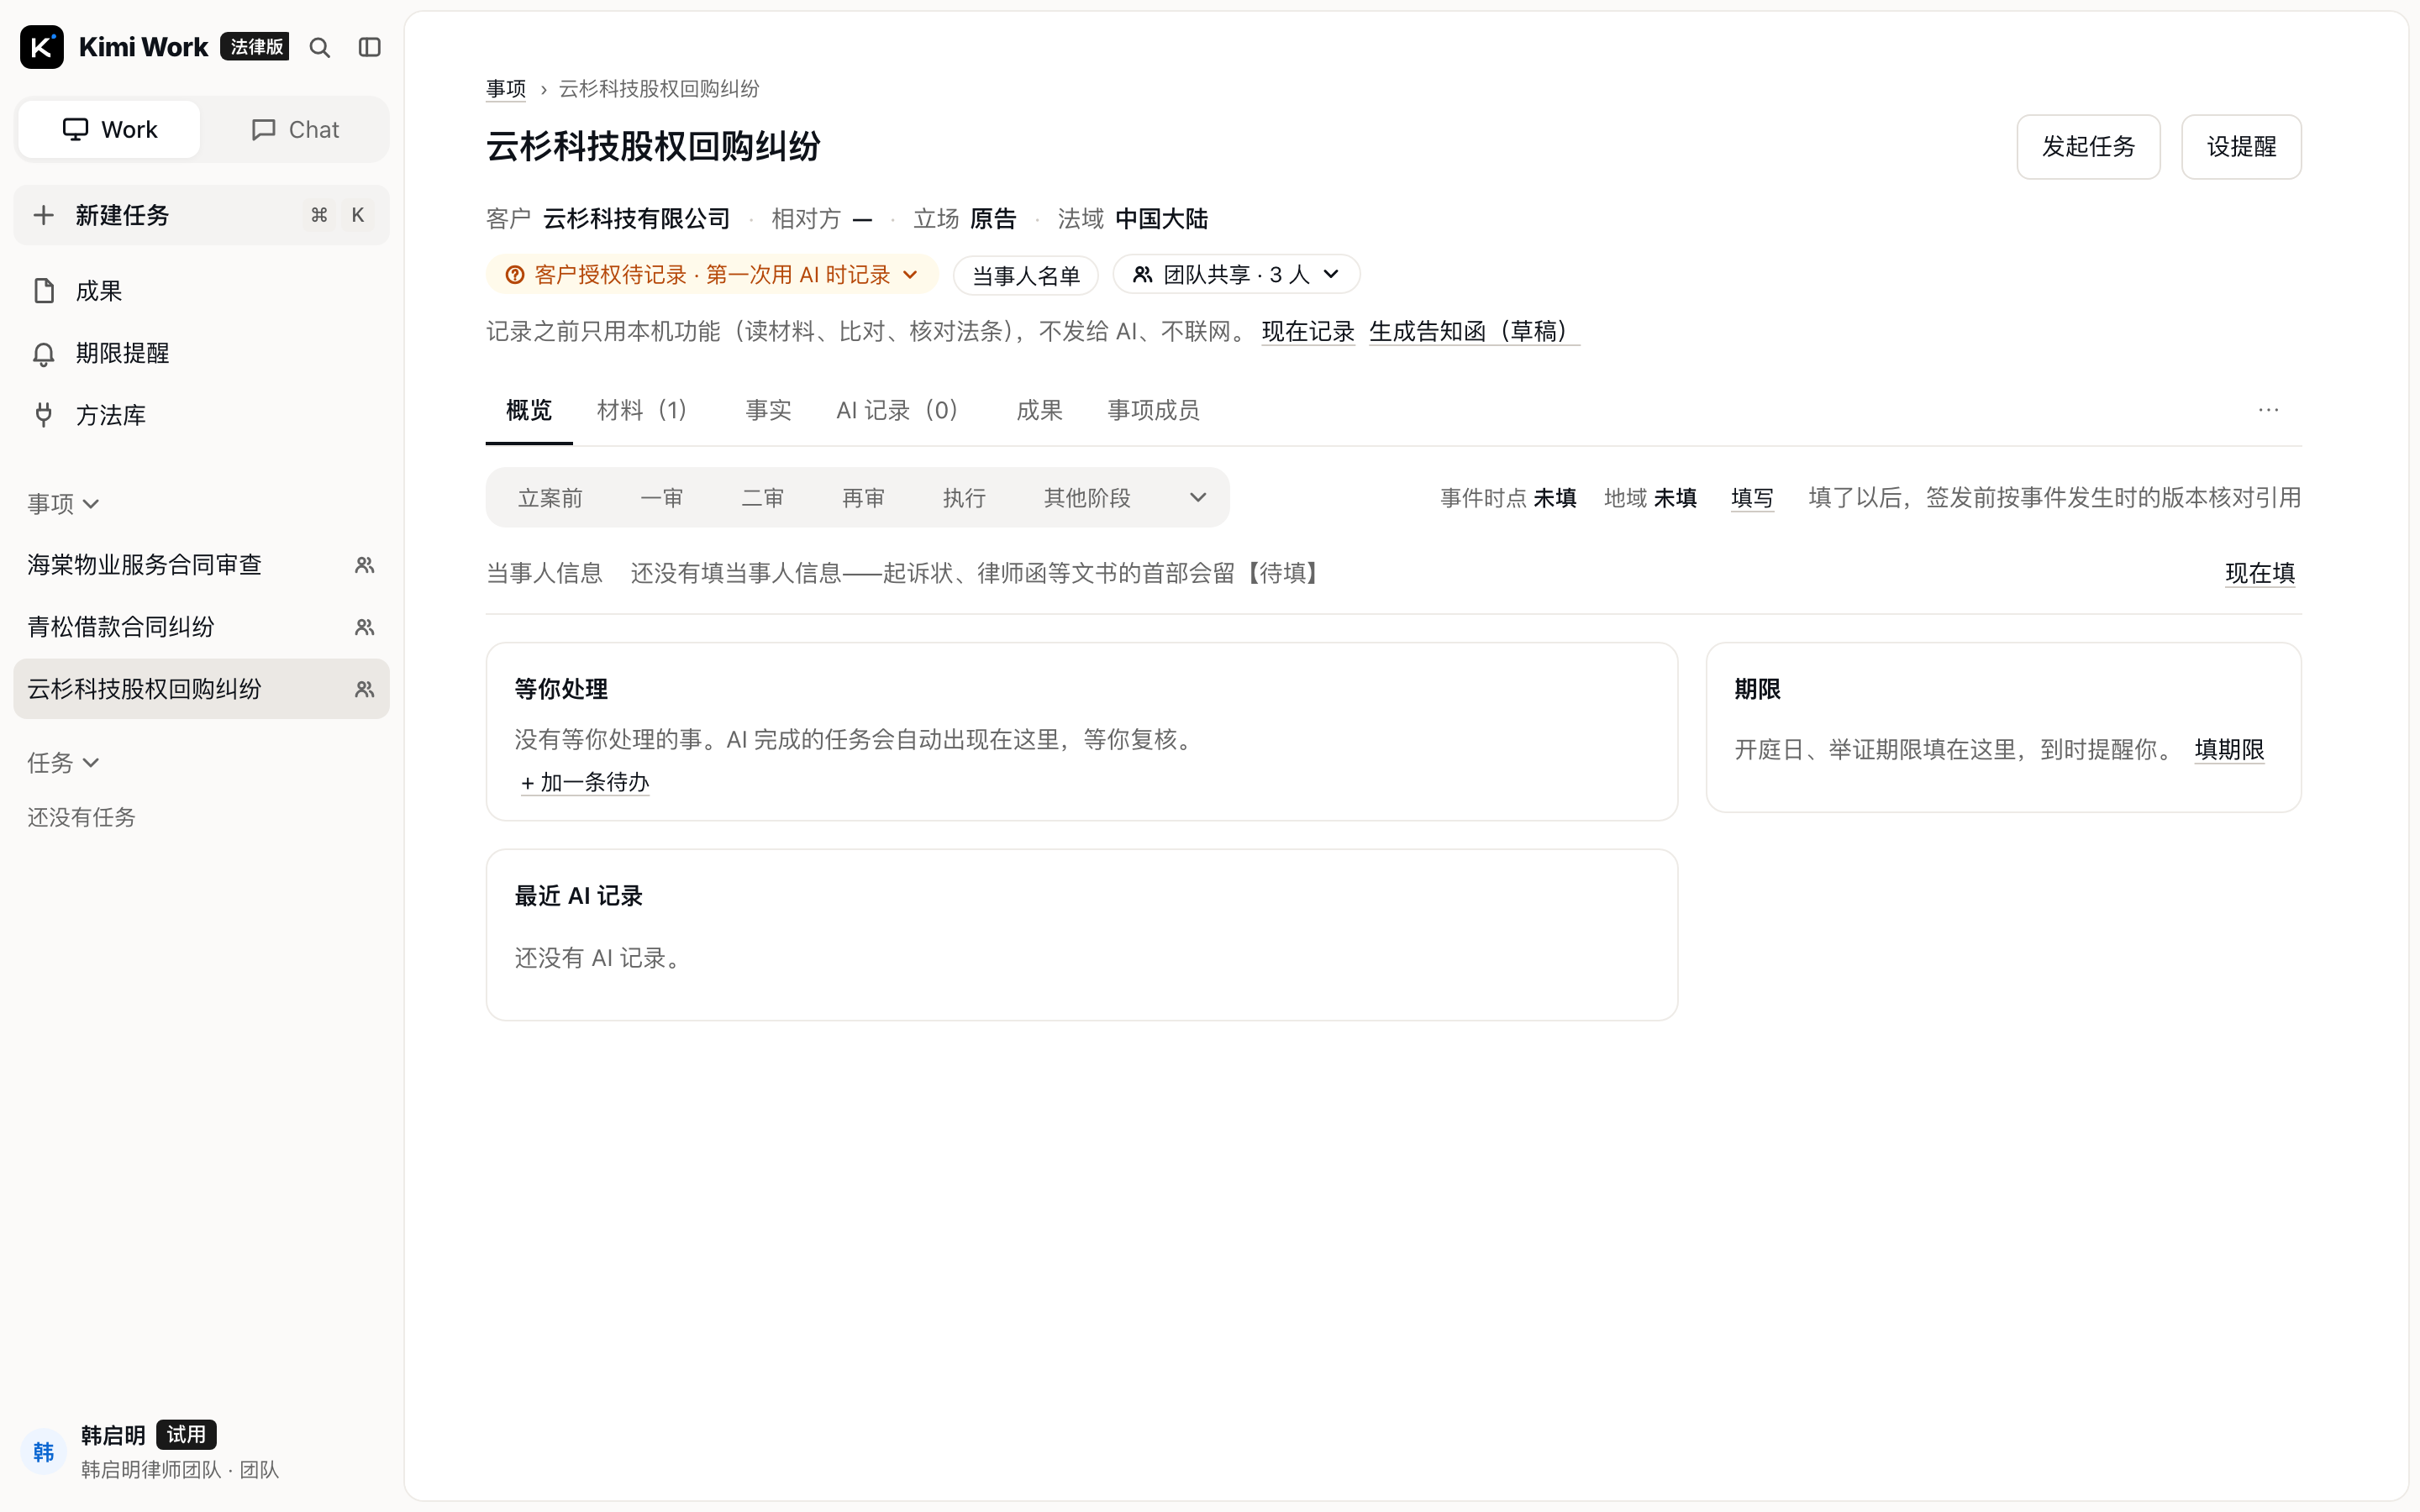 Kimi Work 法律版
Work
Chat
新建任务 ⌘ K
成果
期限提醒
方法库
事项
海棠物业服务合同审查
青松借款合同纠纷
云杉科技股权回购纠纷
任务
还没有任务
韩 韩启明 试用
韩启明律师团队 · 团队
事项 › 云杉科技股权回购纠纷
云杉科技股权回购纠纷
发起任务 设提醒
客户 云杉科技有限公司 · 相对方 — · 立场 原告 · 法域 中国大陆
客户授权待记录 · 第一次用 AI 时记录 当事人名单 团队共享 · 3 人
记录之前只用本机功能（读材料、比对、核对法条），不发给 AI、不联网。 现在记录 生成告知函（草稿）
概览 材料（1） 事实 AI 记录（0） 成果 事项成员 ···
立案前 一审 二审 再审 执行 其他阶段 事件时点 未填 地域 未填 填写 填了以后，签发前按事件发生时的版本核对引用
当事人信息 还没有填当事人信息——起诉状、律师函等文书的首部会留【待填】 现在填
等你处理
没有等你处理的事。AI 完成的任务会自动出现在这里，等你复核。
+ 加一条待办
期限
开庭日、举证期限填在这里，到时提醒你。 填期限
最近 AI 记录
还没有 AI 记录。